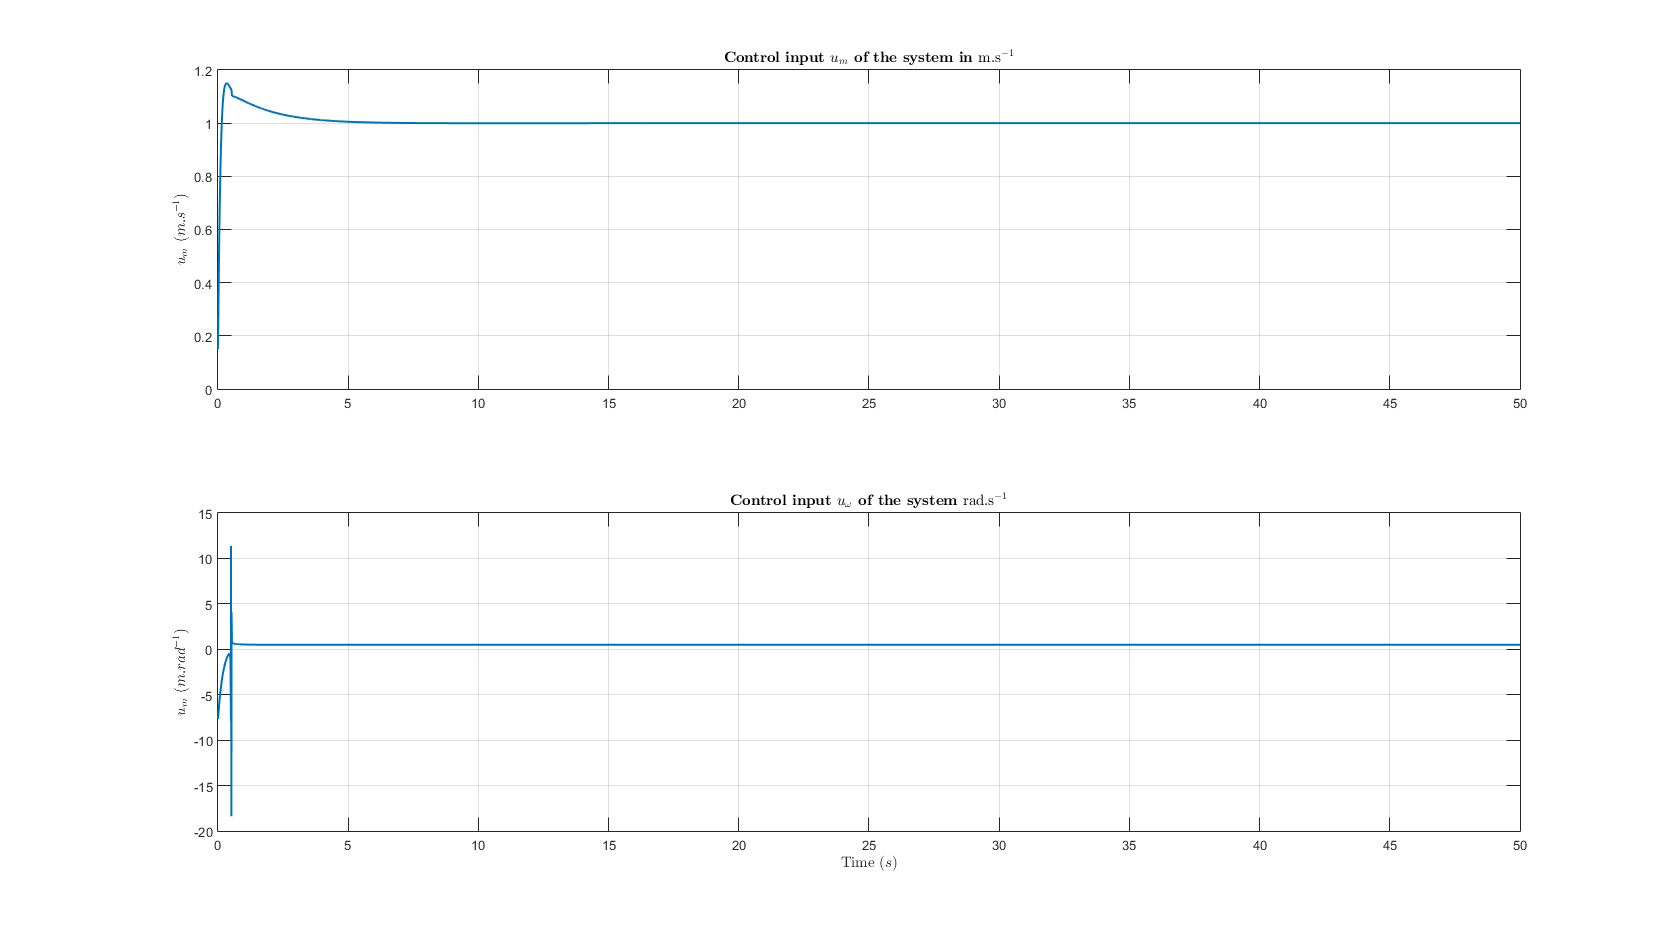 Control input u_m of the system in m.s^{-1}
1.2
1
0.8
0.6
0.4
0.2
0
u_m (m.s^{-1})
0 5 10 15 20 25 30 35 40 45 50
Control input u_ω of the system rad.s^{-1}
15
10
5
0
-5
-10
-15
-20
u_m (m.rad^{-1})
0 5 10 15 20 25 30 35 40 45 50
Time (s)